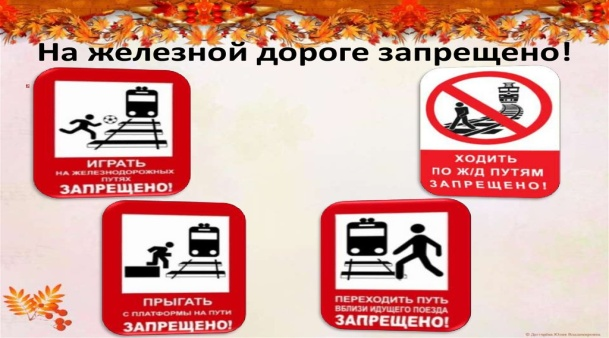 На железной дороге запрещено!
ИГРАТЬ
НА ЖЕЛЕЗНОДОРОЖНЫХ
ПУТЯХ
ЗАПРЕЩЕНО!
ХОДИТЬ
ПО Ж/Д ПУТЯМ
ЗАПРЕЩЕНО!
ПРЫГАТЬ
С ПЛАТФОРМЫ НА ПУТИ
ЗАПРЕЩЕНО!
ПЕРЕХОДИТЬ ПУТЬ
ВБЛИЗИ ИДУЩЕГО ПОЕЗДА
ЗАПРЕЩЕНО!